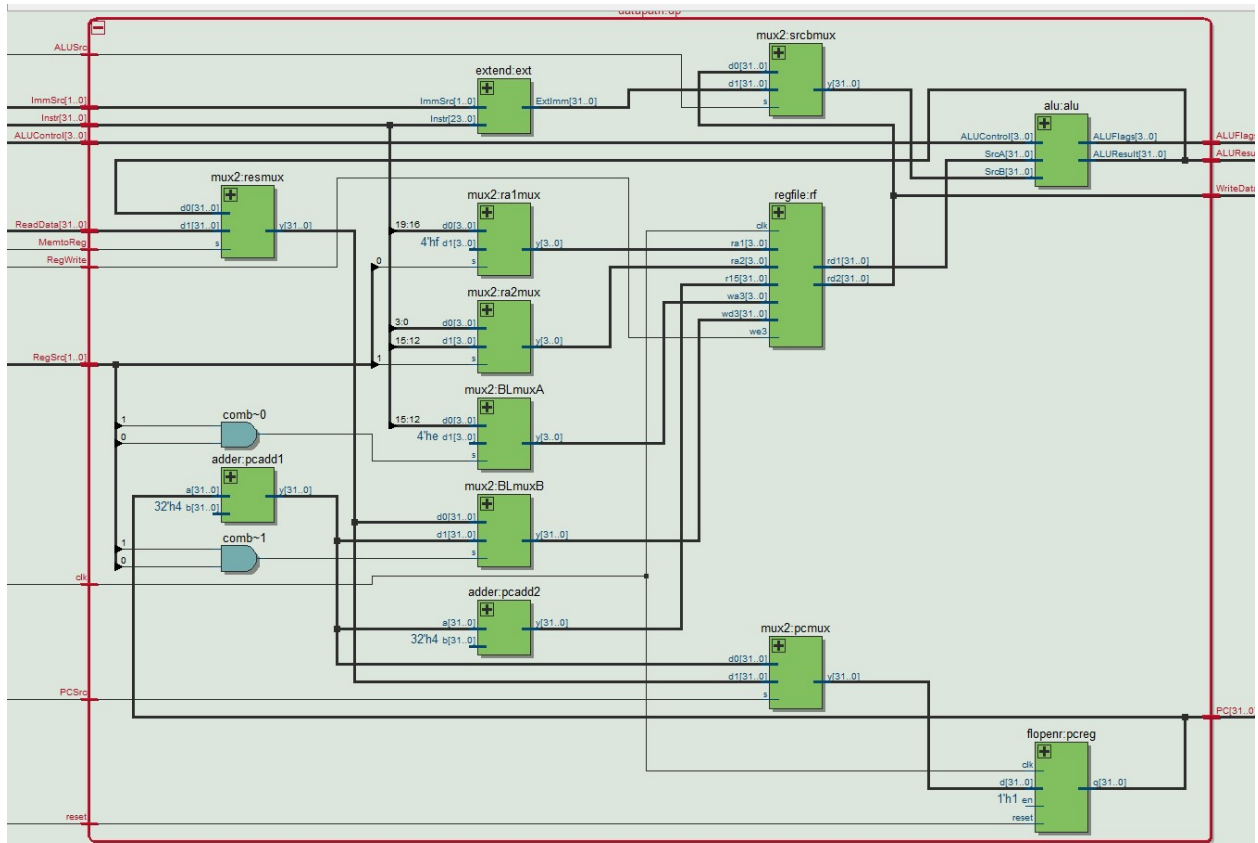 datapath:dp
ALUSrc
ImmSrc[1..0]
Instr[31..0]
ALUControl[3..0]
ReadData[31..0]
MemtoReg
RegWrite
RegSrc[1..0]
clk
PCSrc
reset
extend:ext
ImmSrc[1..0]
ExtImm[31..0]
Instr[23..0]
mux2:srcbmux
d0[31..0]
d1[31..0]
y[31..0]
s
alu:alu
ALUControl[3..0]
ALUFlags[3..0]
SrcA[31..0]
ALUResult[31..0]
SrcB[31..0]
mux2:resmux
d0[31..0]
d1[31..0]
y[31..0]
s
mux2:ra1mux
19:16
d0[3..0]
4'hf d1[3..0]
y[3..0]
0
s
mux2:ra2mux
3:0
d0[3..0]
15:12
d1[3..0]
y[3..0]
1
s
regfile:rf
clk
ra1[3..0]
ra2[3..0]
rd1[31..0]
r15[31..0]
rd2[31..0]
wa3[3..0]
wd3[31..0]
we3
mux2:BLmuxA
15:12
d0[3..0]
4'he d1[3..0]
y[3..0]
s
comb~0
1
0
adder:pcadd1
a[31..0]
y[31..0]
32'h4 b[31..0]
mux2:BLmuxB
d0[31..0]
d1[31..0]
y[31..0]
s
comb~1
1
0
adder:pcadd2
a[31..0]
y[31..0]
32'h4 b[31..0]
mux2:pcmux
d0[31..0]
d1[31..0]
y[31..0]
s
flopenr:pcreg
clk
d[31..0]
q[31..0]
1'h1 en
reset
ALUFlags
ALUResu
WriteData
PC[31..0